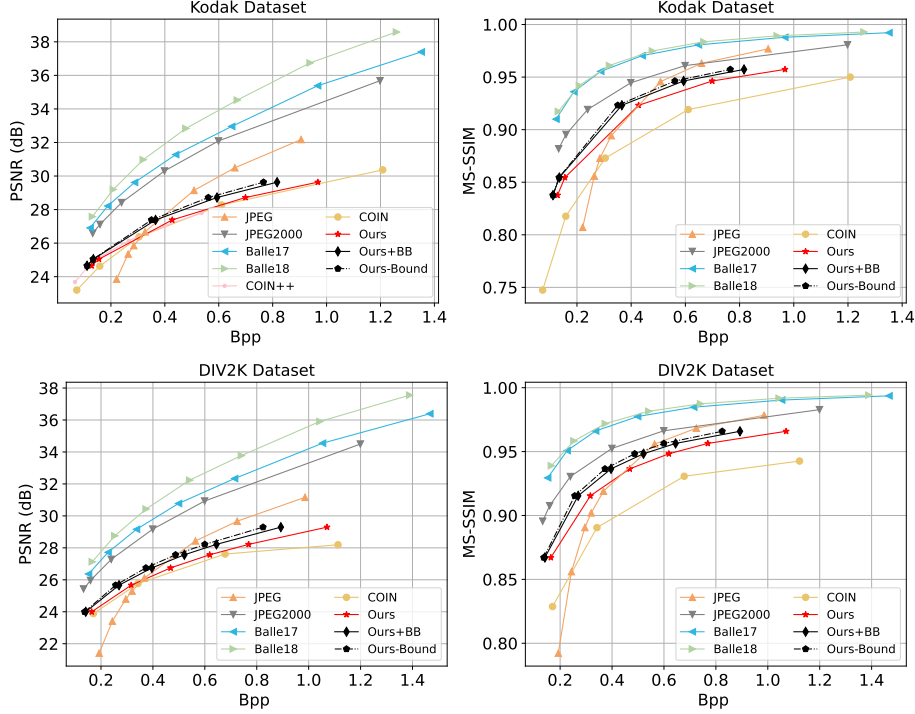 Kodak Dataset
PSNR (dB)
38
36
34
32
30
28
26
24
JPEG
JPEG2000
Balle17
Balle18
COIN++
COIN
Ours
Ours+BB
Ours-Bound
0.2 0.4 0.6 0.8 1.0 1.2 1.4
Bpp
Kodak Dataset
MS-SSIM
1.00
0.95
0.90
0.85
0.80
0.75
JPEG
JPEG2000
Balle17
Balle18
COIN
Ours
Ours+BB
Ours-Bound
0.2 0.4 0.6 0.8 1.0 1.2 1.4
Bpp
DIV2K Dataset
PSNR (dB)
38
36
34
32
30
28
26
24
22
JPEG
JPEG2000
Balle17
Balle18
COIN
Ours
Ours+BB
Ours-Bound
0.2 0.4 0.6 0.8 1.0 1.2 1.4
Bpp
DIV2K Dataset
MS-SSIM
1.00
0.95
0.90
0.85
0.80
JPEG
JPEG2000
Balle17
Balle18
COIN
Ours
Ours+BB
Ours-Bound
0.2 0.4 0.6 0.8 1.0 1.2 1.4
Bpp